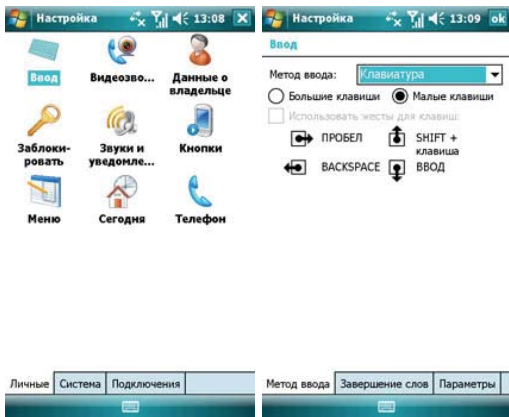 Настройка 13:08
Ввод Видеозво... Данные о
владельце
Заблоки-
ровать Звуки и
уведомле... Кнопки
Меню Сегодня Телефон
Личные Система Подключения
Настройка 13:09 ok
Ввод
Метод ввода: Клавиатура
Большие клавиши Малые клавиши
Использовать жесты для клавиш:
ПРОБЕЛ SHIFT +
клавиша
BACKSPACE ВВОД
Метод ввода Завершение слов Параметры